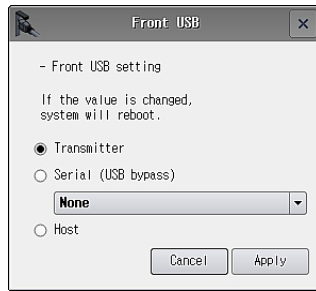 Front USB
- Front USB setting
If the value is changed,
system will reboot.
Transmitter
Serial (USB bypass)
None
Host
Cancel
Apply